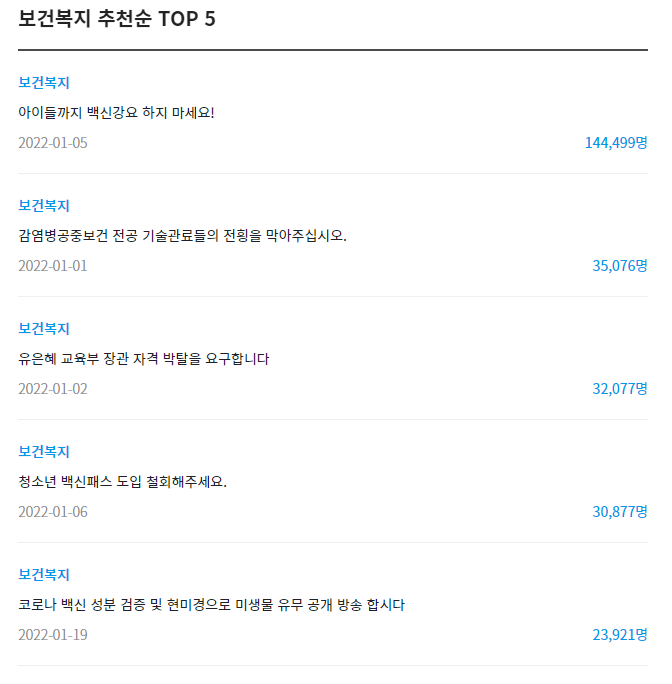 보건복지 추천순 TOP 5
보건복지
아이들까지 백신강요 하지 마세요!
2022-01-05 144,499명
보건복지
감염병공중보건 전공 기술관료들의 전횡을 막아주십시오.
2022-01-01 35,076명
보건복지
유은혜 교육부 장관 자격 박탈을 요구합니다
2022-01-02 32,077명
보건복지
청소년 백신패스 도입 철회해주세요.
2022-01-06 30,877명
보건복지
코로나 백신 성분 검증 및 현미경으로 미생물 유무 공개 방송 합시다
2022-01-19 23,921명